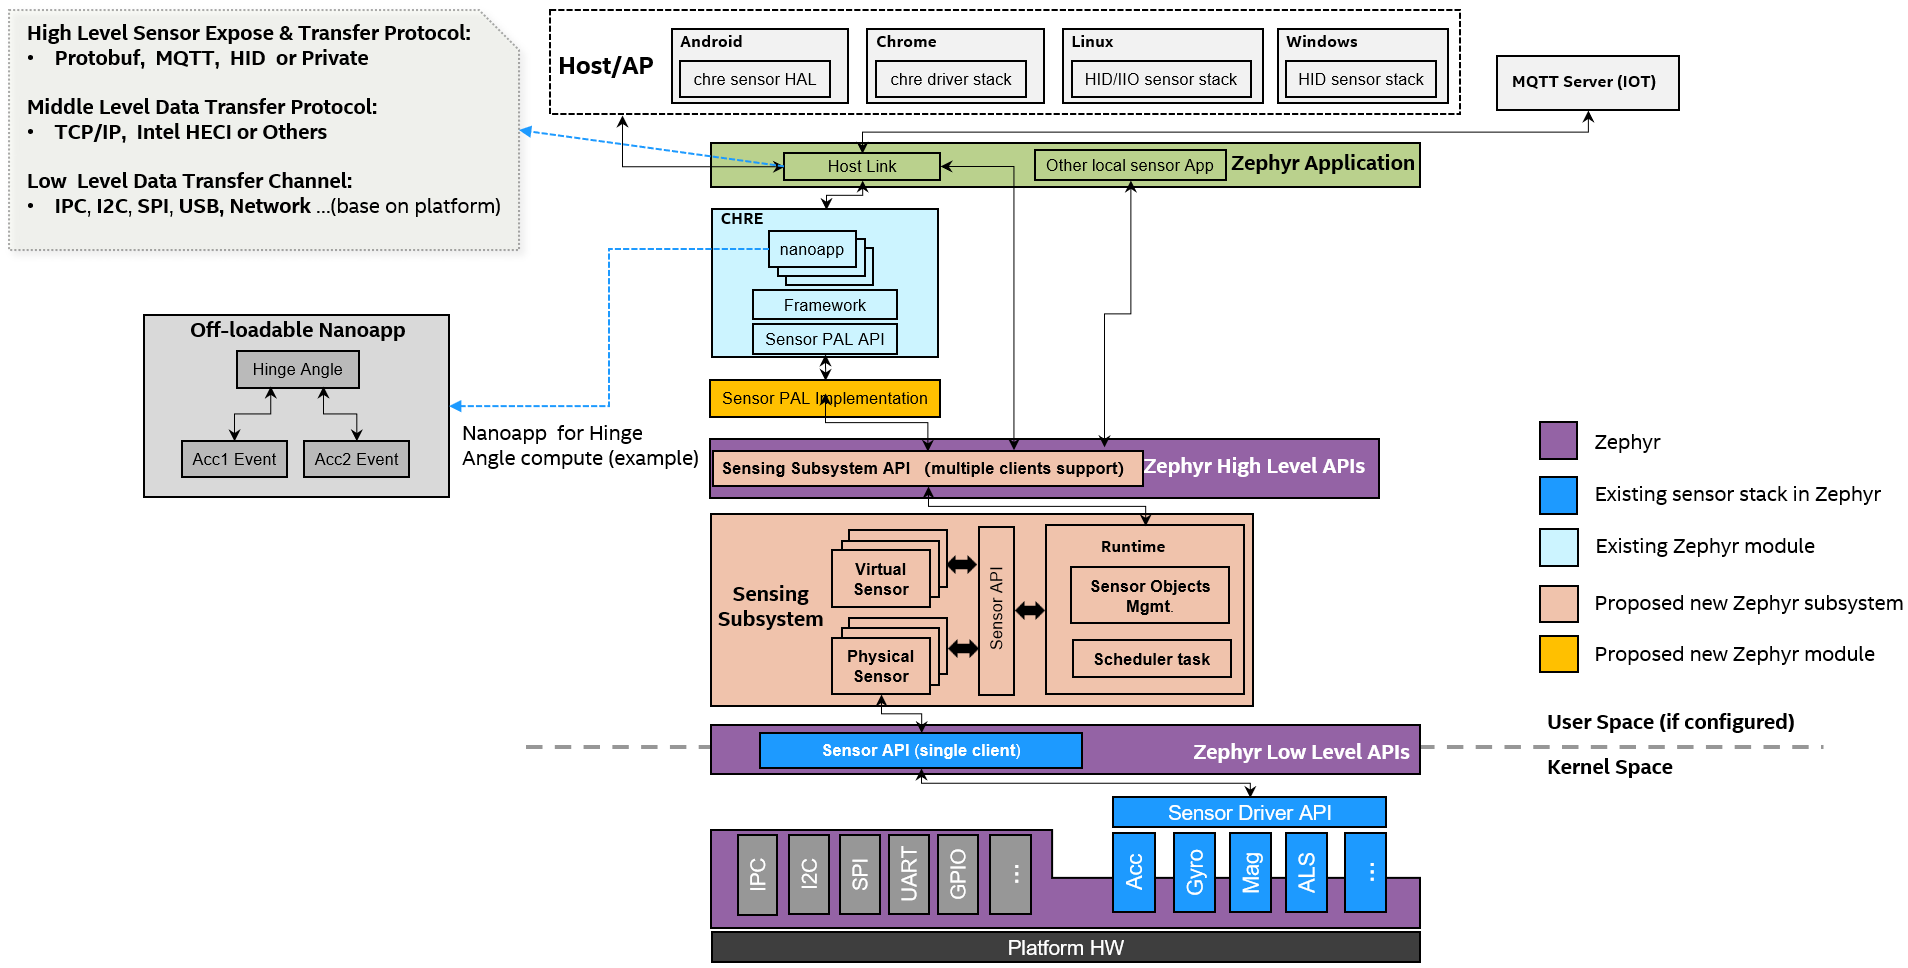 High Level Sensor Expose & Transfer Protocol:
• Protobuf, MQTT, HID or Private
Middle Level Data Transfer Protocol:
• TCP/IP, Intel HECI or Others
Low Level Data Transfer Channel:
• IPC, I2C, SPI, USB, Network ...(base on platform)
Host/AP
Android
chre sensor HAL
Chrome
chre driver stack
Linux
HID/IIO sensor stack
Windows
HID sensor stack
MQTT Server (IOT)
Host Link
Other local sensor App
Zephyr Application
CHRE
nanoapp
Framework
Sensor PAL API
Off-loadable Nanoapp
Hinge Angle
Acc1 Event
Acc2 Event
Nanoapp for Hinge
Angle compute (example)
Sensor PAL Implementation
Sensing Subsystem API (multiple clients support)
Zephyr High Level APIs
Sensing
Subsystem
Virtual
Sensor
Physical
Sensor
Sensor API
Runtime
Sensor Objects
Mgmt.
Scheduler task
Zephyr
Existing sensor stack in Zephyr
Existing Zephyr module
Proposed new Zephyr subsystem
Proposed new Zephyr module
User Space (if configured)
Kernel Space
Sensor API (single client)
Zephyr Low Level APIs
Sensor Driver API
IPC
I2C
SPI
UART
GPIO
...
Acc
Gyro
Mag
ALS
...
Platform HW